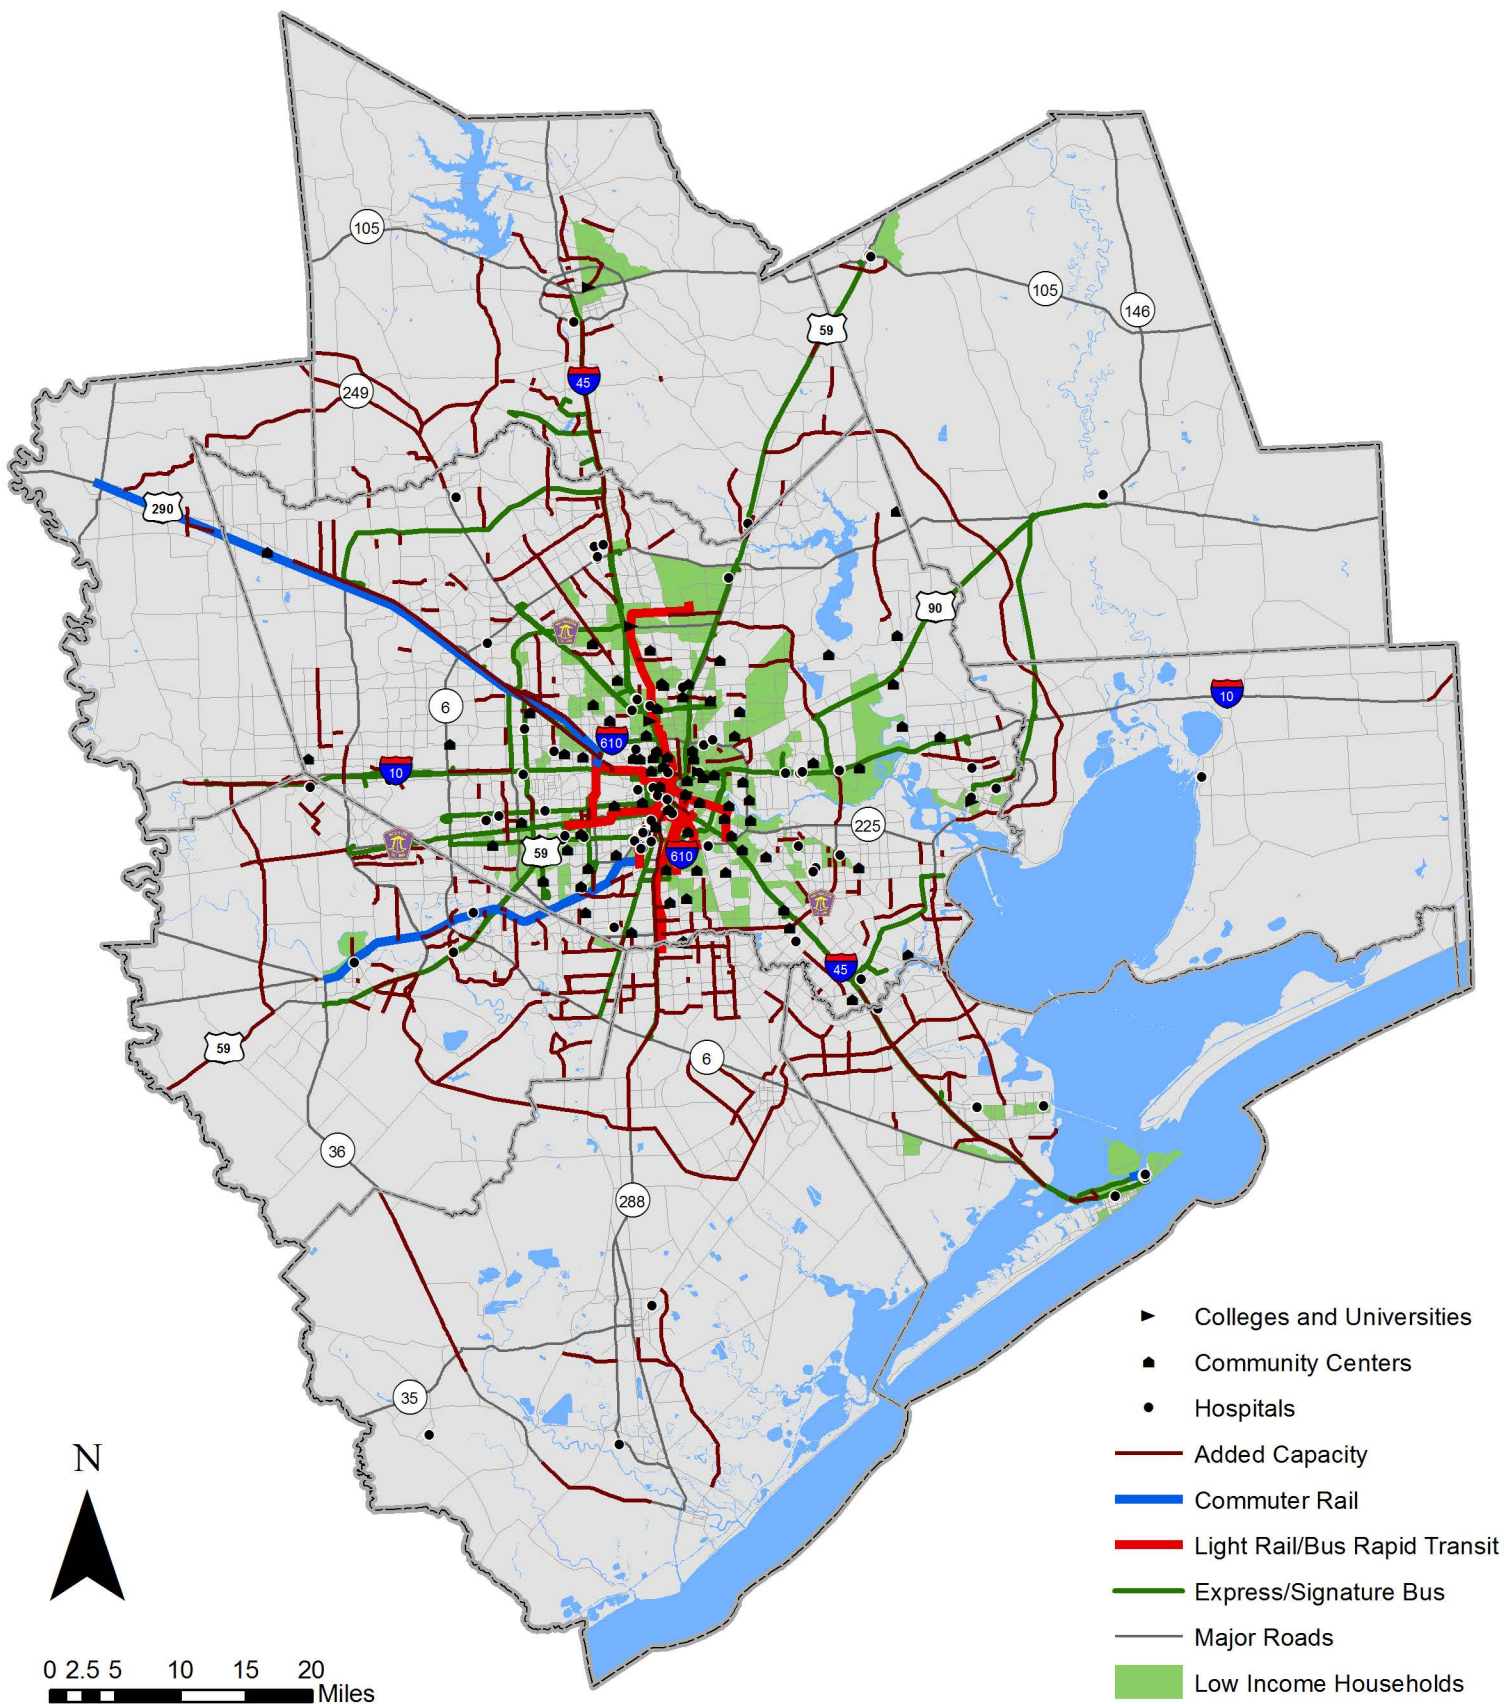 105
59
105
146
45
249
290
90
6
610
10
10
225
59
610
45
59
6
36
288
35
Colleges and Universities
Community Centers
Hospitals
Added Capacity
Commuter Rail
Light Rail/Bus Rapid Transit
Express/Signature Bus
Major Roads
Low Income Households
N
0 2.5 5 10 15 20
Miles